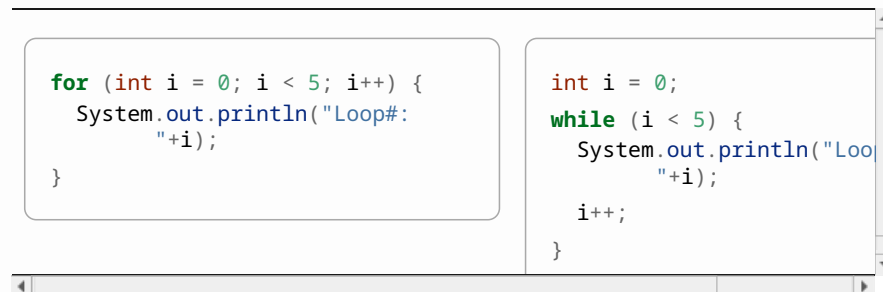 for (int i = 0; i < 5; i++) {
System.out.println("Loop#:
"+i);
}
int i = 0;
while (i < 5) {
System.out.println("Loo
"+i);
i++;
}